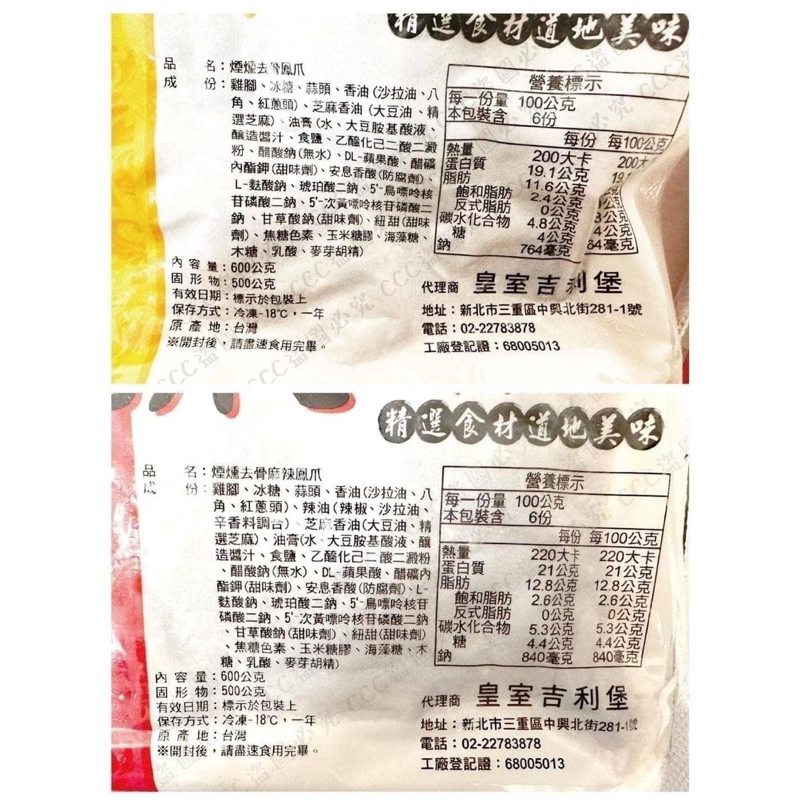 精選食材道地美味
品　　名：煙燻去骨鳳爪
成　　份：雞腳、冰糖、蒜頭、香油(沙拉油、八
角、紅蔥頭)、芝麻香油(大豆油、精
選芝麻)、油膏(水、大豆胺基酸液、
釀造醬汁、食鹽、乙醯化己二酸二澱
粉、醋酸鈉(無水)、DL-蘋果酸、醋磺
內酯鉀(甜味劑)、安息香酸(防腐劑)、
L-麩酸鈉、琥珀酸二鈉、5'-鳥嘌呤核
苷磷酸二鈉、5'-次黃嘌呤核苷磷酸二
鈉、甘草酸鈉(甜味劑)、紐甜(甜味
劑)、焦糖色素、玉米糖膠、海藻糖、
木糖、乳酸、麥芽胡精)
內 容 量：600公克
固 形 物：500公克
有效日期：標示於包裝上
保存方式：冷凍-18℃，一年
原 產 地：台灣
※開封後，請盡速食用完畢。
營養標示
每一份量 100公克
本包裝含 6份
每份 每100公克
熱量 200大卡 200大
蛋白質 19.1公克
脂肪 11.6公克
飽和脂肪 2.4公克
反式脂肪 0公克
碳水化合物 4.8公克
糖 4公克 4公克
鈉 764毫克 64毫克
代理商 皇室吉利堡
地址：新北市三重區中興北街281-1號
電話：02-22783878
工廠登記證：68005013
精選食材道地美味
品　　名：煙燻去骨麻辣鳳爪
成　　份：雞腳、冰糖、蒜頭、香油(沙拉油、八
角、紅蔥頭)、辣油(辣椒、沙拉油、
辛香料調合)、芝麻香油(大豆油、精
選芝麻)、油膏(水、大豆胺基酸液、釀
造醬汁、食鹽、乙醯化己二酸二澱粉
、醋酸鈉(無水)、DL-蘋果酸、醋磺內
酯鉀(甜味劑)、安息香酸(防腐劑)、L-
麩酸鈉、琥珀酸二鈉、5'-鳥嘌呤核苷
磷酸二鈉、5'-次黃嘌呤核苷磷酸二鈉
、甘草酸鈉(甜味劑)、紐甜(甜味劑)
、焦糖色素、玉米糖膠、海藻糖、木
糖、乳酸、麥芽胡精)
內 容 量：600公克
固 形 物：500公克
有效日期：標示於包裝上
保存方式：冷凍-18℃，一年
原 產 地：台灣
※開封後，請盡速食用完畢。
營養標示
每一份量 100公克
本包裝含 6份
每份 每100公克
熱量 220大卡 220大卡
蛋白質 21公克 21公克
脂肪 12.8公克 12.8公克
飽和脂肪 2.6公克 2.6公克
反式脂肪 0公克 0公克
碳水化合物 5.3公克 5.3公克
糖 4.4公克 4.4公克
鈉 840毫克 840毫克
代理商 皇室吉利堡
地址：新北市三重區中興北街281-1號
電話：02-22783878
工廠登記證：68005013